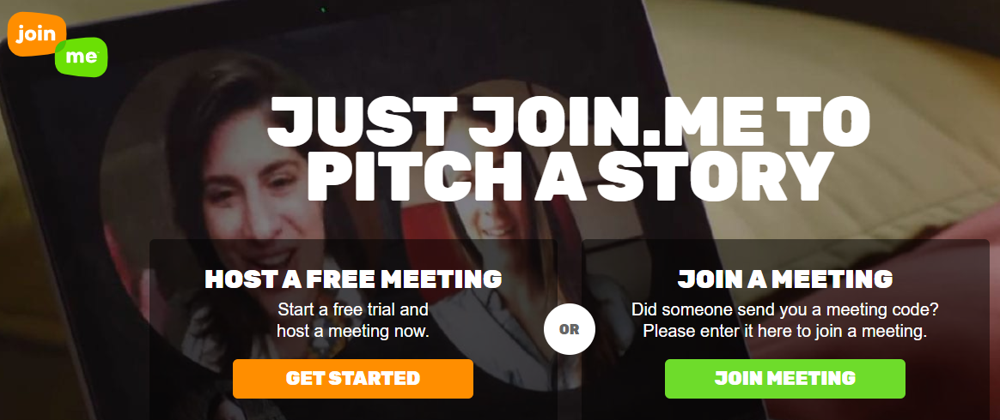 join
me
JUST JOIN.ME TO
PITCH A STORY
HOST A FREE MEETING
Start a free trial and
host a meeting now.
GET STARTED
OR
JOIN A MEETING
Did someone send you a meeting code?
Please enter it here to join a meeting.
JOIN MEETING